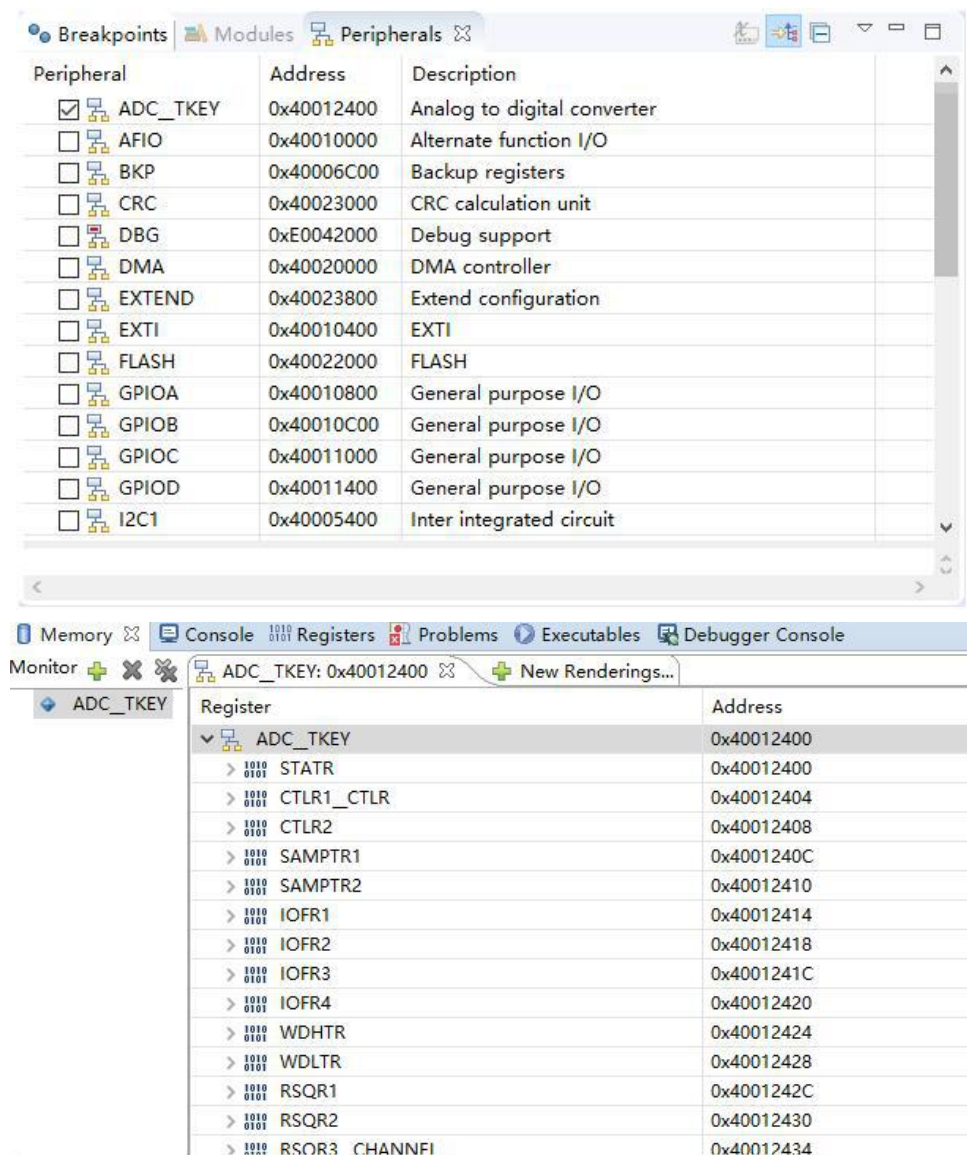 Breakpoints Modules Peripherals
Peripheral Address Description
ADC_TKEY 0x40012400 Analog to digital converter
AFIO 0x40010000 Alternate function I/O
BKP 0x40006C00 Backup registers
CRC 0x40023000 CRC calculation unit
DBG 0xE0042000 Debug support
DMA 0x40020000 DMA controller
EXTEND 0x40023800 Extend configuration
EXTI 0x40010400 EXTI
FLASH 0x40022000 FLASH
GPIOA 0x40010800 General purpose I/O
GPIOB 0x40010C00 General purpose I/O
GPIOC 0x40011000 General purpose I/O
GPIOD 0x40011400 General purpose I/O
I2C1 0x40005400 Inter integrated circuit
Memory Console Registers Problems Executables Debugger Console
Monitor ADC_TKEY: 0x40012400 New Renderings...
ADC_TKEY Register Address
ADC_TKEY 0x40012400
STATR 0x40012400
CTLR1_CTLR 0x40012404
CTLR2 0x40012408
SAMPTR1 0x4001240C
SAMPTR2 0x40012410
IOFR1 0x40012414
IOFR2 0x40012418
IOFR3 0x4001241C
IOFR4 0x40012420
WDHTR 0x40012424
WDLTR 0x40012428
RSQR1 0x4001242C
RSQR2 0x40012430
RSQR3_CHANNEL 0x40012434